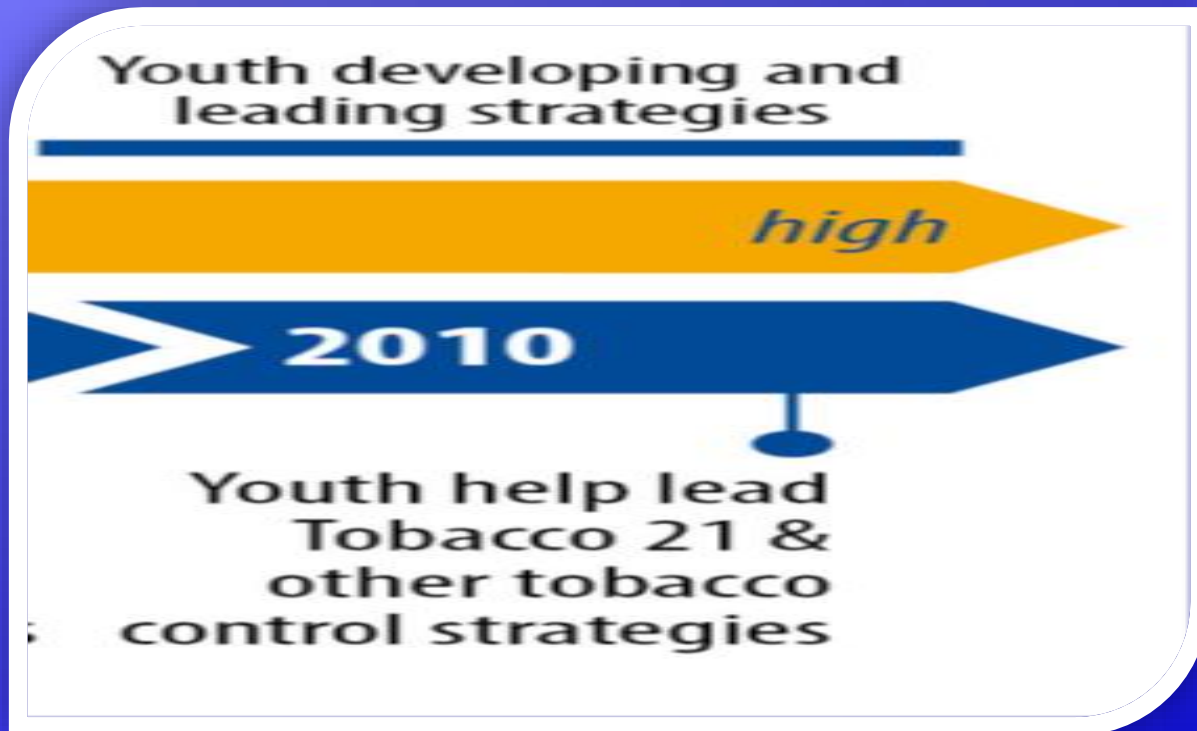 Youth developing and
leading strategies
high
2010
Youth help lead
Tobacco 21 &
other tobacco
control strategies